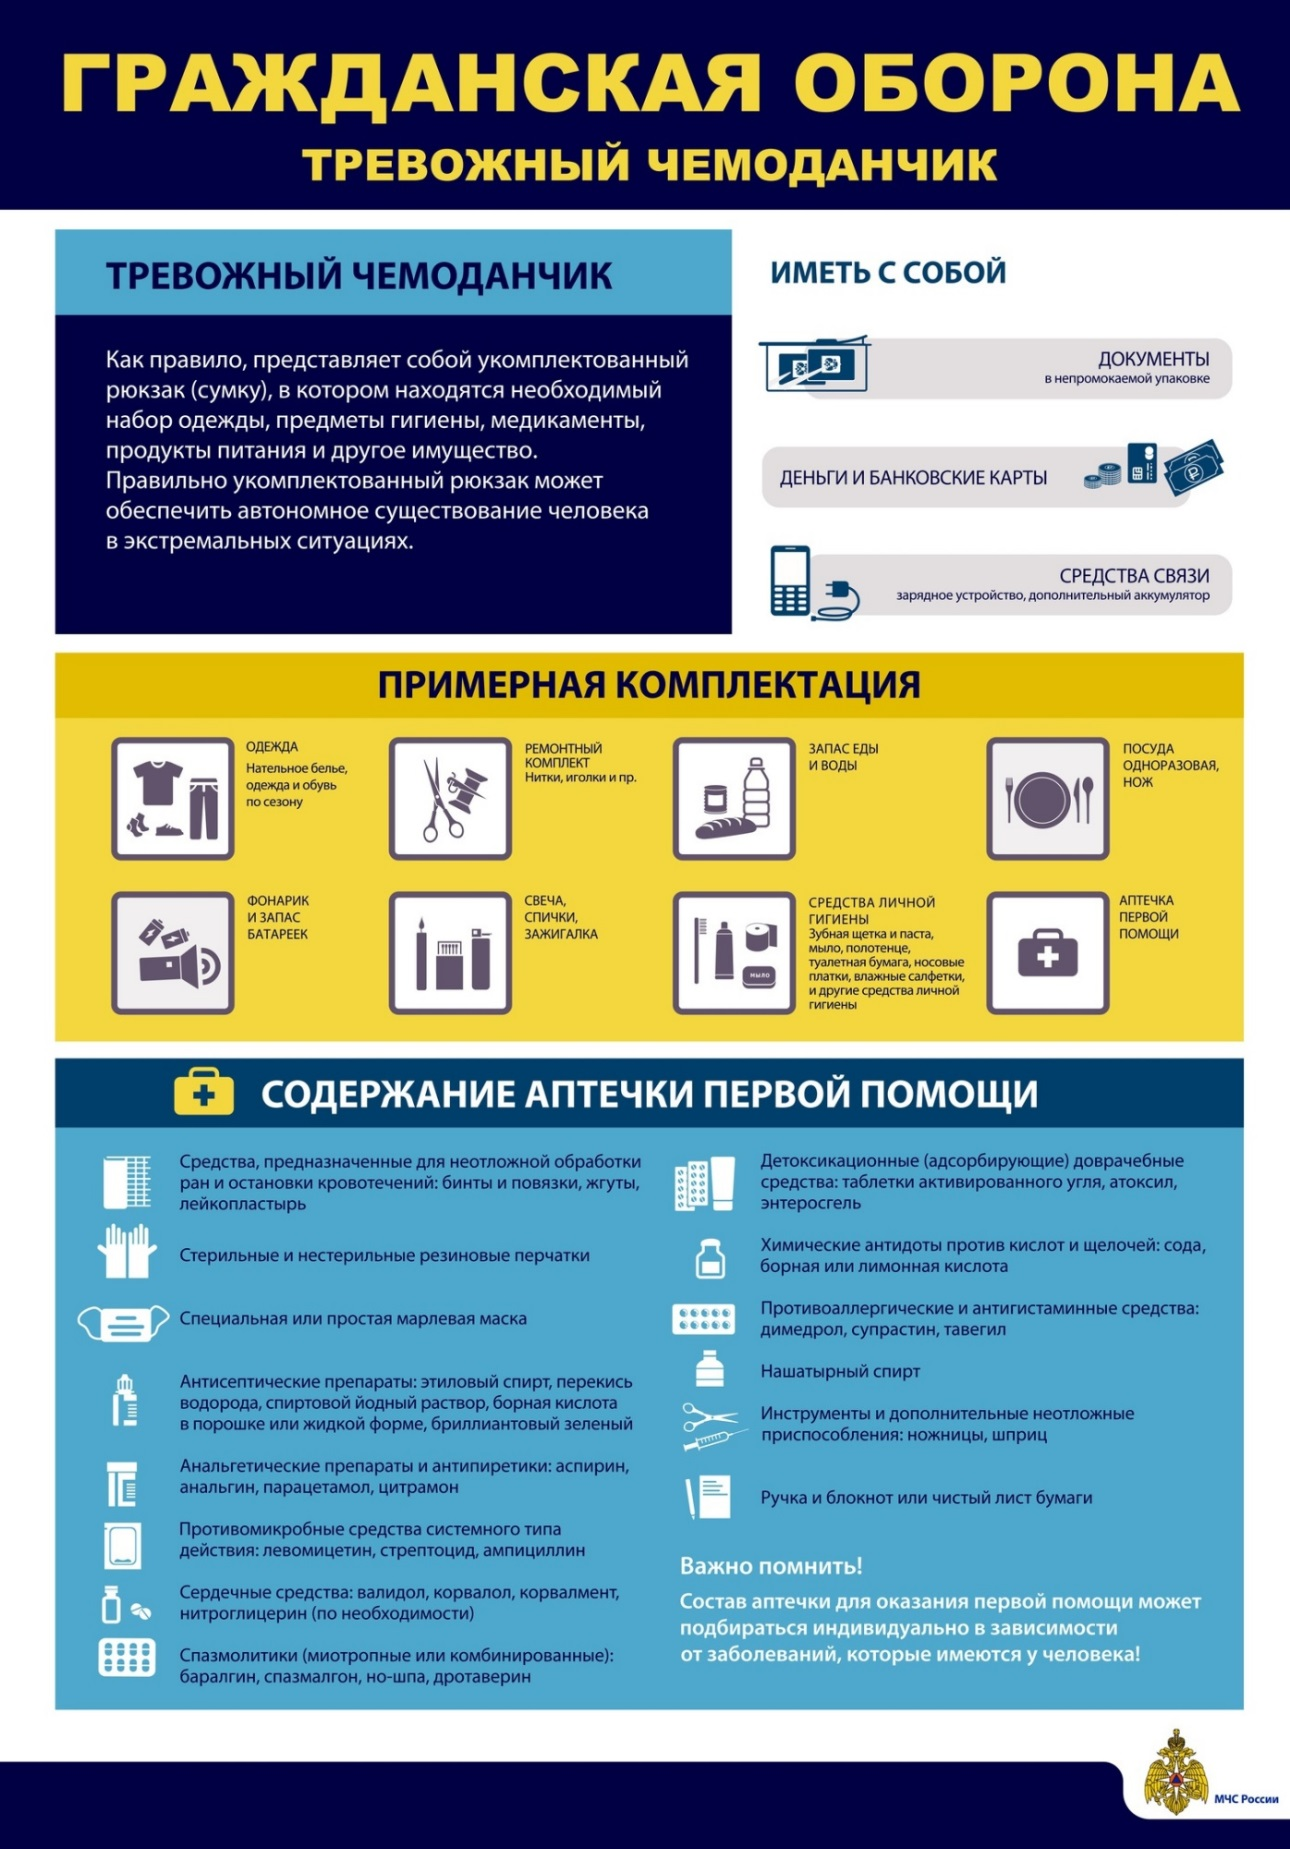 ГРАЖДАНСКАЯ ОБОРОНА
ТРЕВОЖНЫЙ ЧЕМОДАНЧИК
ТРЕВОЖНЫЙ ЧЕМОДАНЧИК
Как правило, представляет собой укомплектованный
рюкзак (сумку), в котором находятся необходимый
набор одежды, предметы гигиены, медикаменты,
продукты питания и другое имущество.
Правильно укомплектованный рюкзак может
обеспечить автономное существование человека
в экстремальных ситуациях.
ИМЕТЬ С СОБОЙ
ДОКУМЕНТЫ
в непромокаемой упаковке
ДЕНЬГИ И БАНКОВСКИЕ КАРТЫ
СРЕДСТВА СВЯЗИ
зарядное устройство, дополнительный аккумулятор
ПРИМЕРНАЯ КОМПЛЕКТАЦИЯ
ОДЕЖДА
Нательное белье,
одежда и обувь
по сезону
РЕМОНТНЫЙ
КОМПЛЕКТ
Нитки, иголки и пр.
ЗАПАС ЕДЫ
И ВОДЫ
ПОСУДА
ОДНОРАЗОВАЯ,
НОЖ
ФОНАРИК
И ЗАПАС
БАТАРЕЕК
СВЕЧА,
СПИЧКИ,
ЗАЖИГАЛКА
МЫЛО
СРЕДСТВА ЛИЧНОЙ
ГИГИЕНЫ
Зубная щетка и паста,
мыло, полотенце,
туалетная бумага, носовые
платки, влажные салфетки,
и другие средства личной
гигиены
АПТЕЧКА
ПЕРВОЙ
ПОМОЩИ
СОДЕРЖАНИЕ АПТЕЧКИ ПЕРВОЙ ПОМОЩИ
Средства, предназначенные для неотложной обработки
ран и остановки кровотечений: бинты и повязки, жгуты,
лейкопластырь
Стерильные и нестерильные резиновые перчатки
Специальная или простая марлевая маска
Антисептические препараты: этиловый спирт, перекись
водорода, спиртовой йодный раствор, борная кислота
в порошке или жидкой форме, бриллиантовый зеленый
Анальгетические препараты и антипиретики: аспирин,
анальгин, парацетамол, цитрамон
Противомикробные средства системного типа
действия: левомицетин, стрептоцид, ампициллин
Сердечные средства: валидол, корвалол, корвалмент,
нитроглицерин (по необходимости)
Спазмолитики (миотропные или комбинированные):
баралгин, спазмалгон, но-шпа, дротаверин
Детоксикационные (адсорбирующие) доврачебные
средства: таблетки активированного угля, атоксил,
энтеросгель
Химические антидоты против кислот и щелочей: сода,
борная или лимонная кислота
Противоаллергические и антигистаминные средства:
димедрол, супрастин, тавегил
Нашатырный спирт
Инструменты и дополнительные неотложные
приспособления: ножницы, шприц
Ручка и блокнот или чистый лист бумаги
Важно помнить!
Состав аптечки для оказания первой помощи может
подбираться индивидуально в зависимости
от заболеваний, которые имеются у человека!
МЧС России